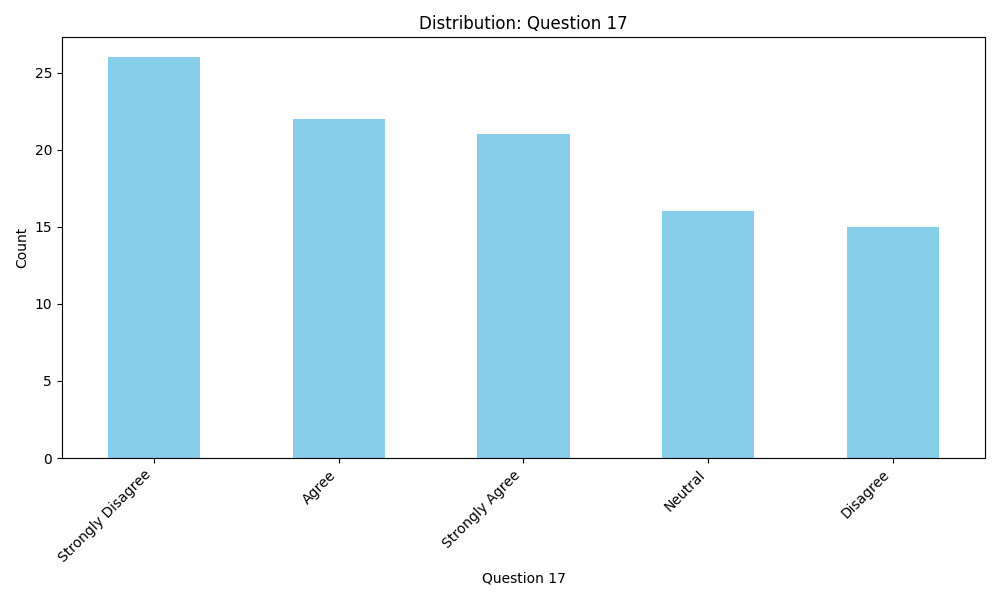 Distribution: Question 17
Count
25
20
15
10
5
0
Strongly Disagree
Agree
Strongly Agree
Neutral
Disagree
Question 17